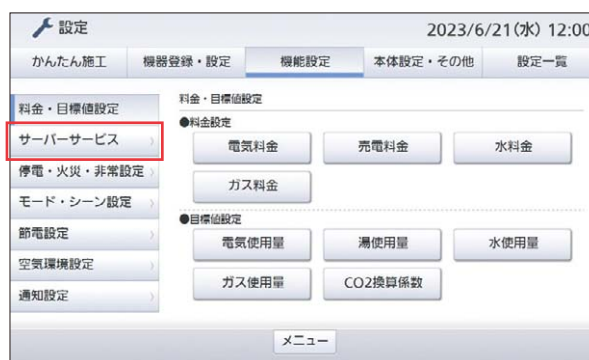 設定
2023/6/21(水) 12:00
かんたん施工 機器登録・設定 機能設定 本体設定・その他 設定一覧
料金・目標値設定
サーバーサービス
停電・火災・非常設定
モード・シーン設定
節電設定
空気環境設定
通知設定
料金・目標値設定
●料金設定
電気料金 売電料金 水料金
ガス料金
●目標値設定
電気使用量 湯使用量 水使用量
ガス使用量 CO2換算係数
メニュー